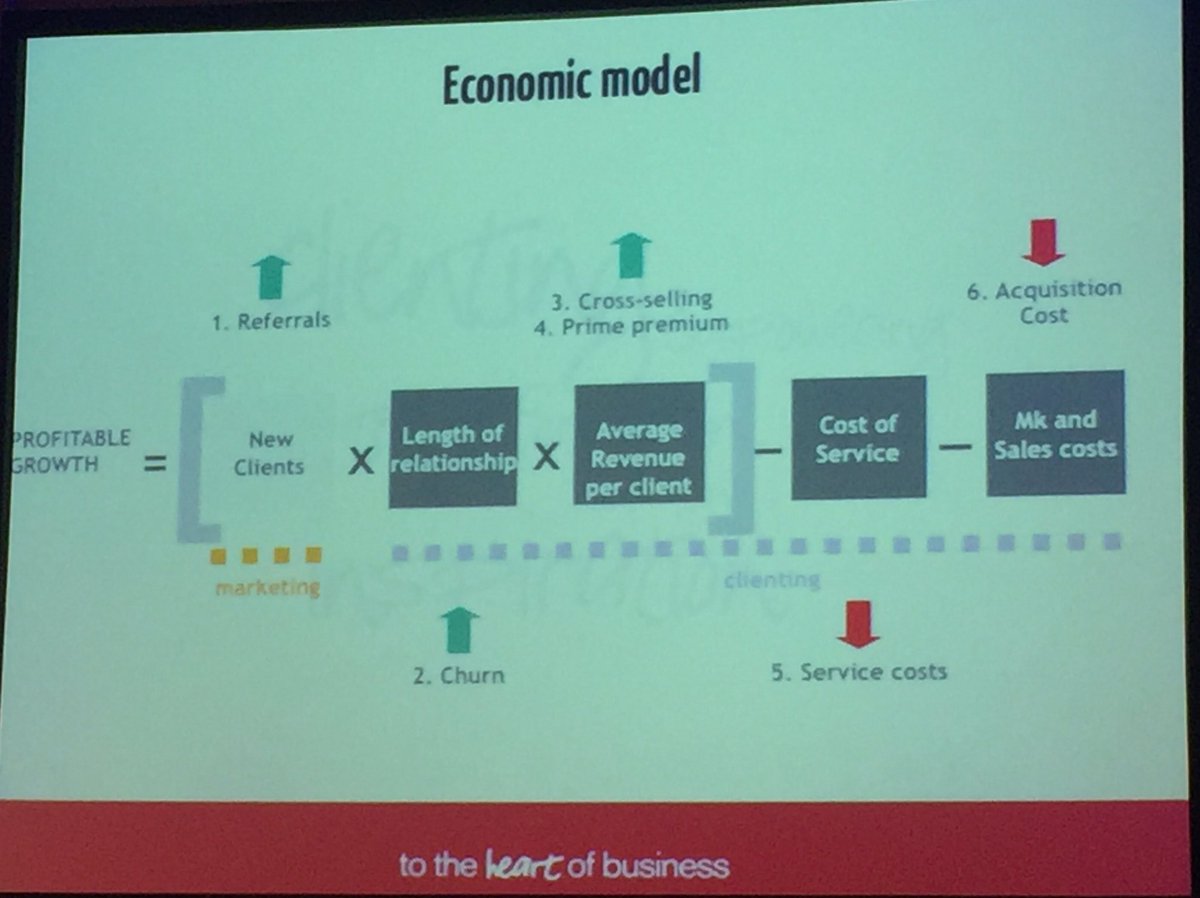 Economic model
1. Referrals
3. Cross-selling
4. Prime premium
6. Acquisition
Cost
PROFITABLE
GROWTH
=
[
New
Clients
X
Length of
relationship
X
Average
Revenue
per client
]
–
Cost of
Service
–
Mk and
Sales costs
marketing
clienting
2. Churn
5. Service costs
to the heart of business